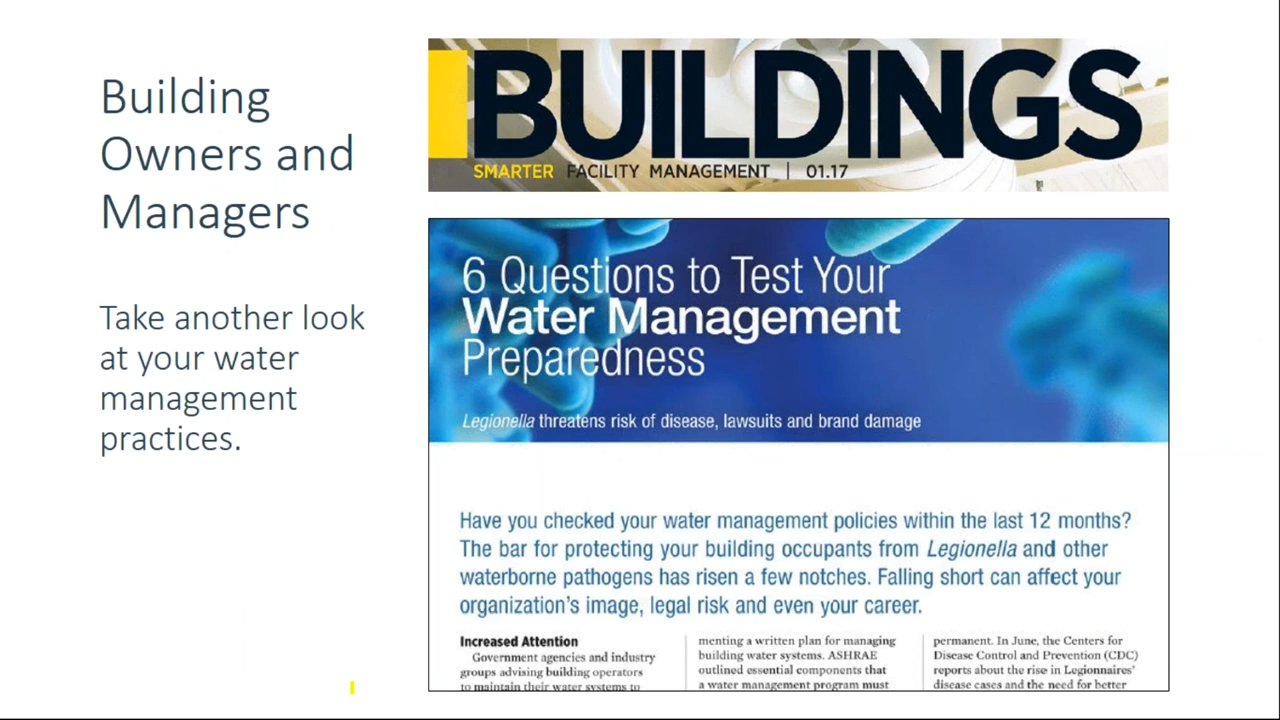 Building
Owners and
Managers
Take another look
at your water
management
practices.
BUILDINGS
SMARTER FACILITY MANAGEMENT | 01.17
6 Questions to Test Your
Water Management
Preparedness
Legionella threatens risk of disease, lawsuits and brand damage
Have you checked your water management policies within the last 12 months?
The bar for protecting your building occupants from Legionella and other
waterborne pathogens has risen a few notches. Falling short can affect your
organization's image, legal risk and even your career.
Increased Attention
Government agencies and industry
groups advising building operators
to maintain their water systems to
menting a written plan for managing
building water systems. ASHRAE
outlined essential components that
a water management program must
permanent. In June, the Centers for
Disease Control and Prevention (CDC)
reports about the rise in Legionnaires'
disease cases and the need for better